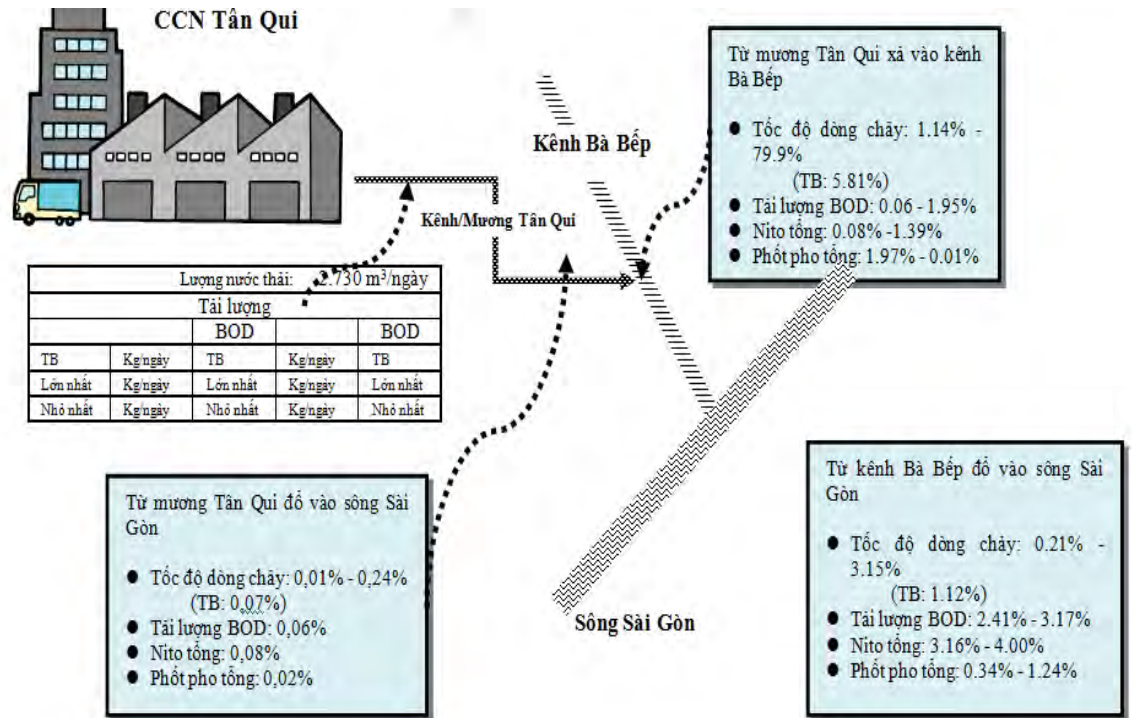 CCN Tân Qui
Từ mương Tân Qui xả vào kênh
Bà Bếp
● Tốc độ dòng chảy: 1.14% -
79.9%
(TB: 5.81%)
● Tải lượng BOD: 0.06 - 1.95%
● Nito tổng: 0.08% -1.39%
● Phốt pho tổng: 1.97% - 0.01%
Kênh Bà Bếp
Kênh/Mương Tân Qui
Lượng nước thải: 2.730 m³/ngày
Tải lượng
BOD BOD
TB Kg/ngày TB Kg/ngày TB
Lớn nhất Kg/ngày Lớn nhất Kg/ngày Lớn nhất
Nhỏ nhất Kg/ngày Nhỏ nhất Kg/ngày Nhỏ nhất
Từ mương Tân Qui đổ vào sông Sài
Gòn
● Tốc độ dòng chảy: 0,01% - 0,24%
(TB: 0,07%)
● Tải lượng BOD: 0,06%
● Nito tổng: 0,08%
● Phốt pho tổng: 0,02%
Sông Sài Gòn
Từ kênh Bà Bếp đổ vào sông Sài
Gòn
● Tốc độ dòng chảy: 0.21% -
3.15%
(TB: 1.12%)
● Tải lượng BOD: 2.41% - 3.17%
● Nito tổng: 3.16% - 4.00%
● Phốt pho tổng: 0.34% - 1.24%